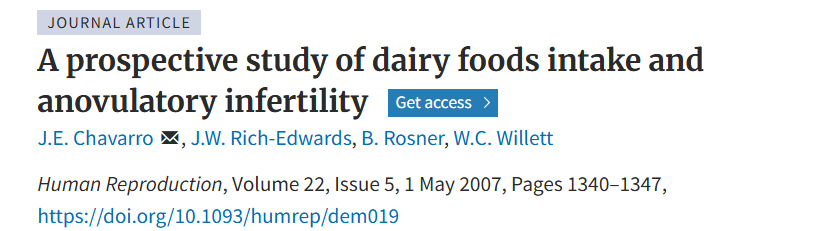 JOURNAL ARTICLE
A prospective study of dairy foods intake and
anovulatory infertility Get access
J.E. Chavarro, J.W. Rich-Edwards, B. Rosner, W.C. Willett
Human Reproduction, Volume 22, Issue 5, 1 May 2007, Pages 1340–1347,
https://doi.org/10.1093/humrep/dem019